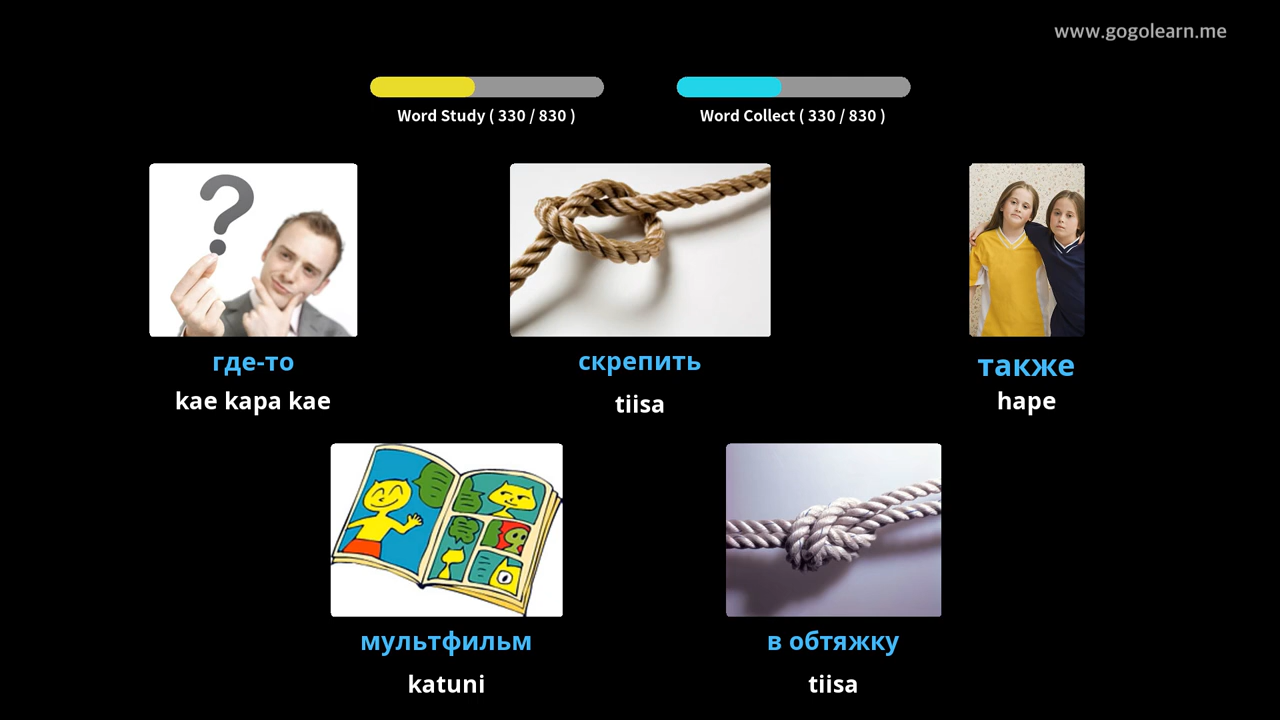 www.gogolearn.me
Word Study ( 330 / 830 )
Word Collect ( 330 / 830 )
где-то
kae kapa kae
скрепить
tiisa
также
hape
мультфильм
katuni
в обтяжку
tiisa